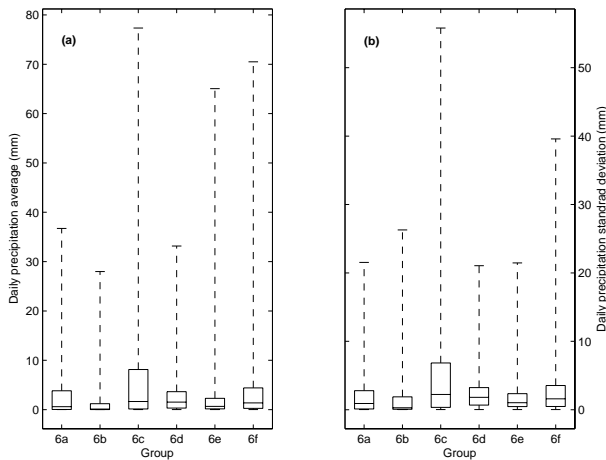 (a)
Daily precipitation average (mm)
80
70
60
50
40
30
20
10
0
6a 6b 6c 6d 6e 6f
Group
(b)
50
40
30
20
10
0
Daily precipitation standrad deviation (mm)
6a 6b 6c 6d 6e 6f
Group